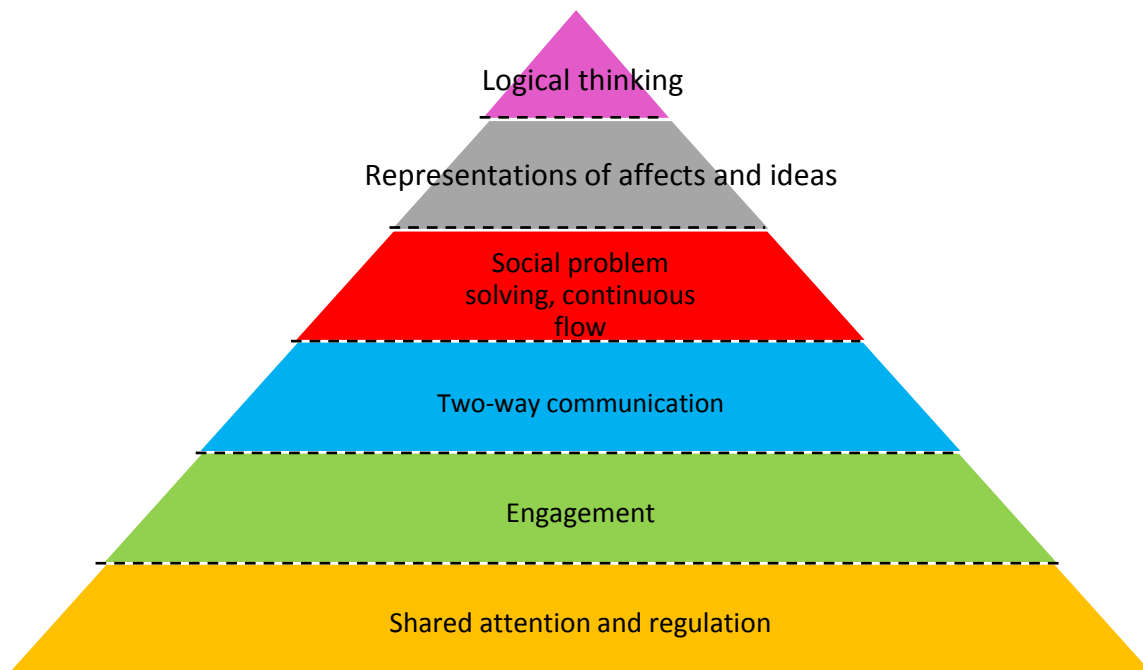 Logical thinking
Representations of affects and ideas
Social problem
solving, continuous
flow
Two-way communication
Engagement
Shared attention and regulation